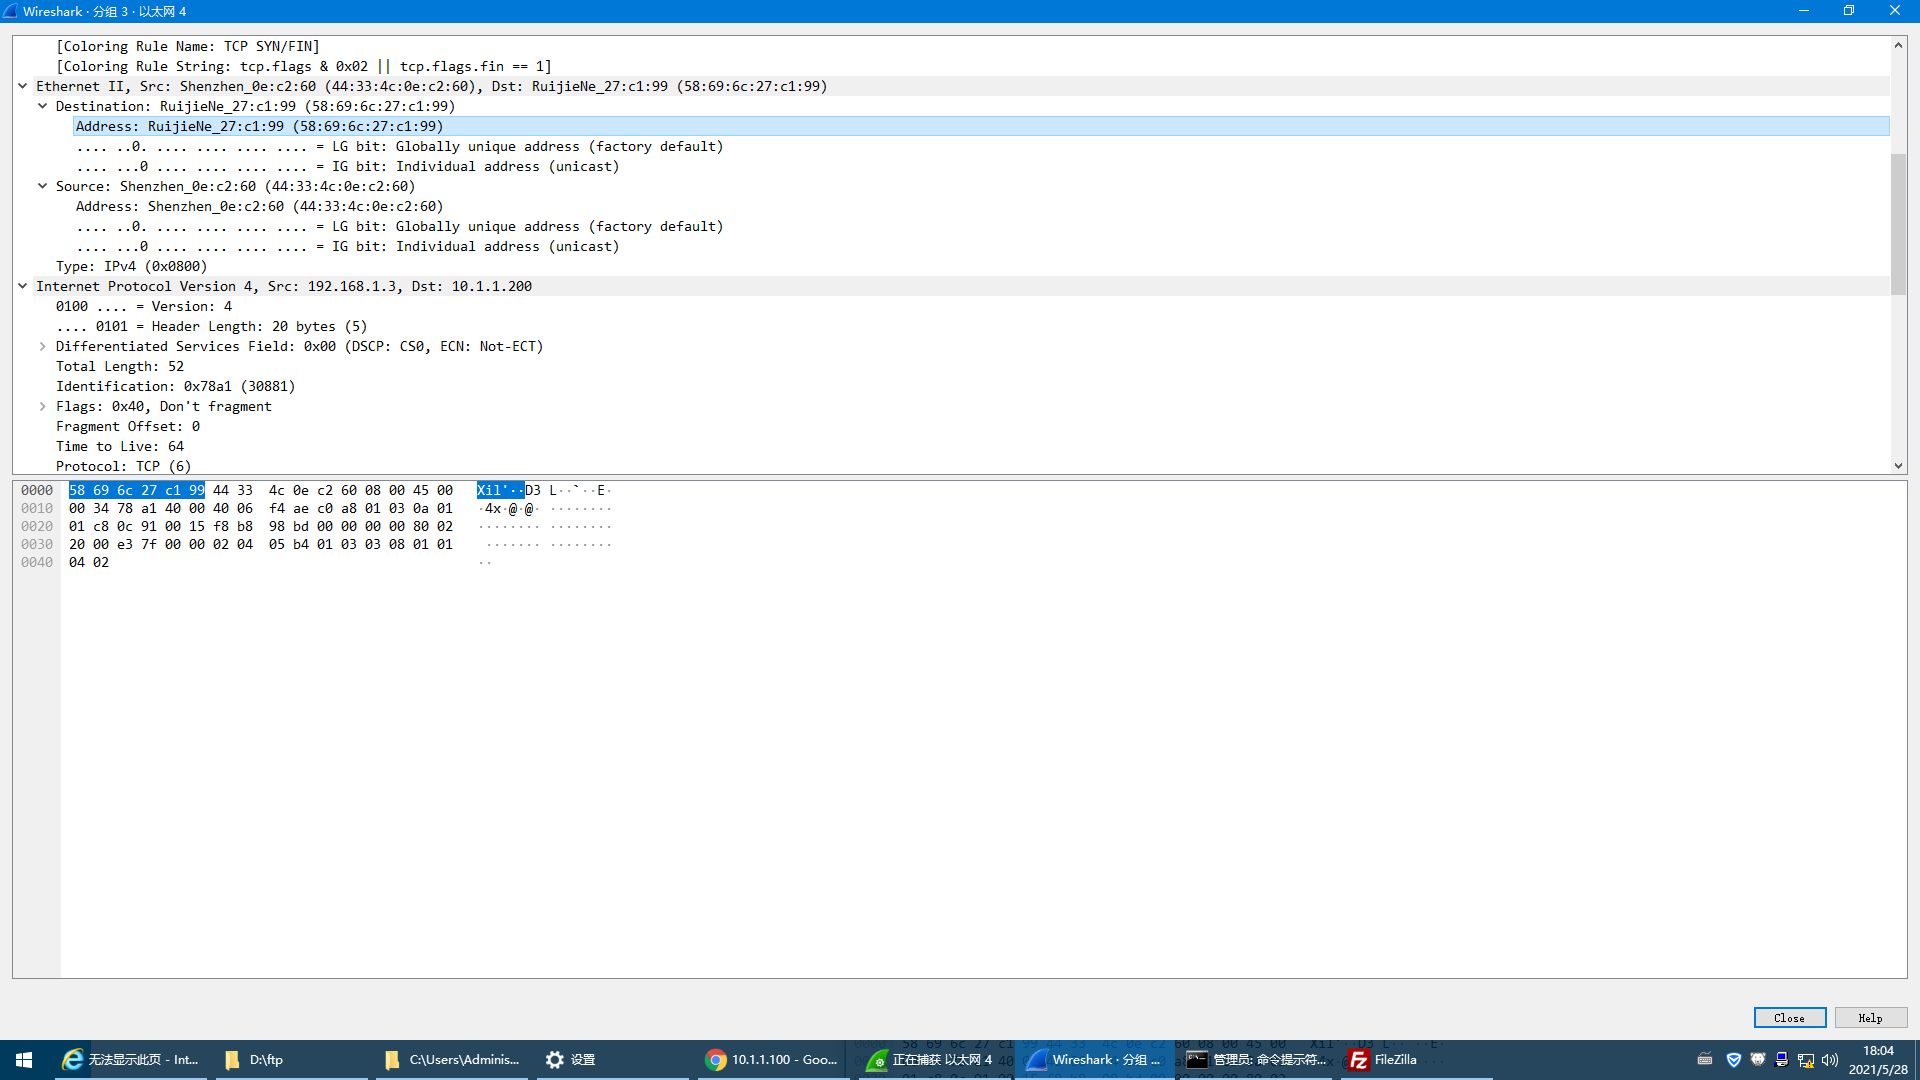 Wireshark · 分组 3 · 以太网 4
[Coloring Rule Name: TCP SYN/FIN]
[Coloring Rule String: tcp.flags & 0x02 || tcp.flags.fin == 1]
Ethernet II, Src: Shenzhen_0e:c2:60 (44:33:4c:0e:c2:60), Dst: RuijieNe_27:c1:99 (58:69:6c:27:c1:99)
Destination: RuijieNe_27:c1:99 (58:69:6c:27:c1:99)
Address: RuijieNe_27:c1:99 (58:69:6c:27:c1:99)
.... ..0. .... .... .... .... = LG bit: Globally unique address (factory default)
.... ...0 .... .... .... .... = IG bit: Individual address (unicast)
Source: Shenzhen_0e:c2:60 (44:33:4c:0e:c2:60)
Address: Shenzhen_0e:c2:60 (44:33:4c:0e:c2:60)
.... ..0. .... .... .... .... = LG bit: Globally unique address (factory default)
.... ...0 .... .... .... .... = IG bit: Individual address (unicast)
Type: IPv4 (0x0800)
Internet Protocol Version 4, Src: 192.168.1.3, Dst: 10.1.1.200
0100 .... = Version: 4
.... 0101 = Header Length: 20 bytes (5)
Differentiated Services Field: 0x00 (DSCP: CS0, ECN: Not-ECT)
Total Length: 52
Identification: 0x78a1 (30881)
Flags: 0x40, Don't fragment
Fragment Offset: 0
Time to Live: 64
Protocol: TCP (6)
0000 58 69 6c 27 c1 99 44 33 4c 0e c2 60 08 00 45 00 Xil'··D3 L··`··E·
0010 00 34 78 a1 40 00 40 06 f4 ae c0 a8 01 03 0a 01 ·4x·@·@· ········
0020 01 c8 0c 91 00 15 f8 b8 98 bd 00 00 00 00 80 02 ········ ········
0030 20 00 e3 7f 00 00 02 04 05 b4 01 03 03 08 01 01 ······· ········
0040 04 02 ··
Close Help
无法显示此页 - Int... D:\ftp C:\Users\Adminis... 设置 10.1.1.100 - Goo... 正在捕获 以太网 4 Wireshark · 分组 ... 管理员: 命令提示符... FileZilla 18:04
2021/5/28